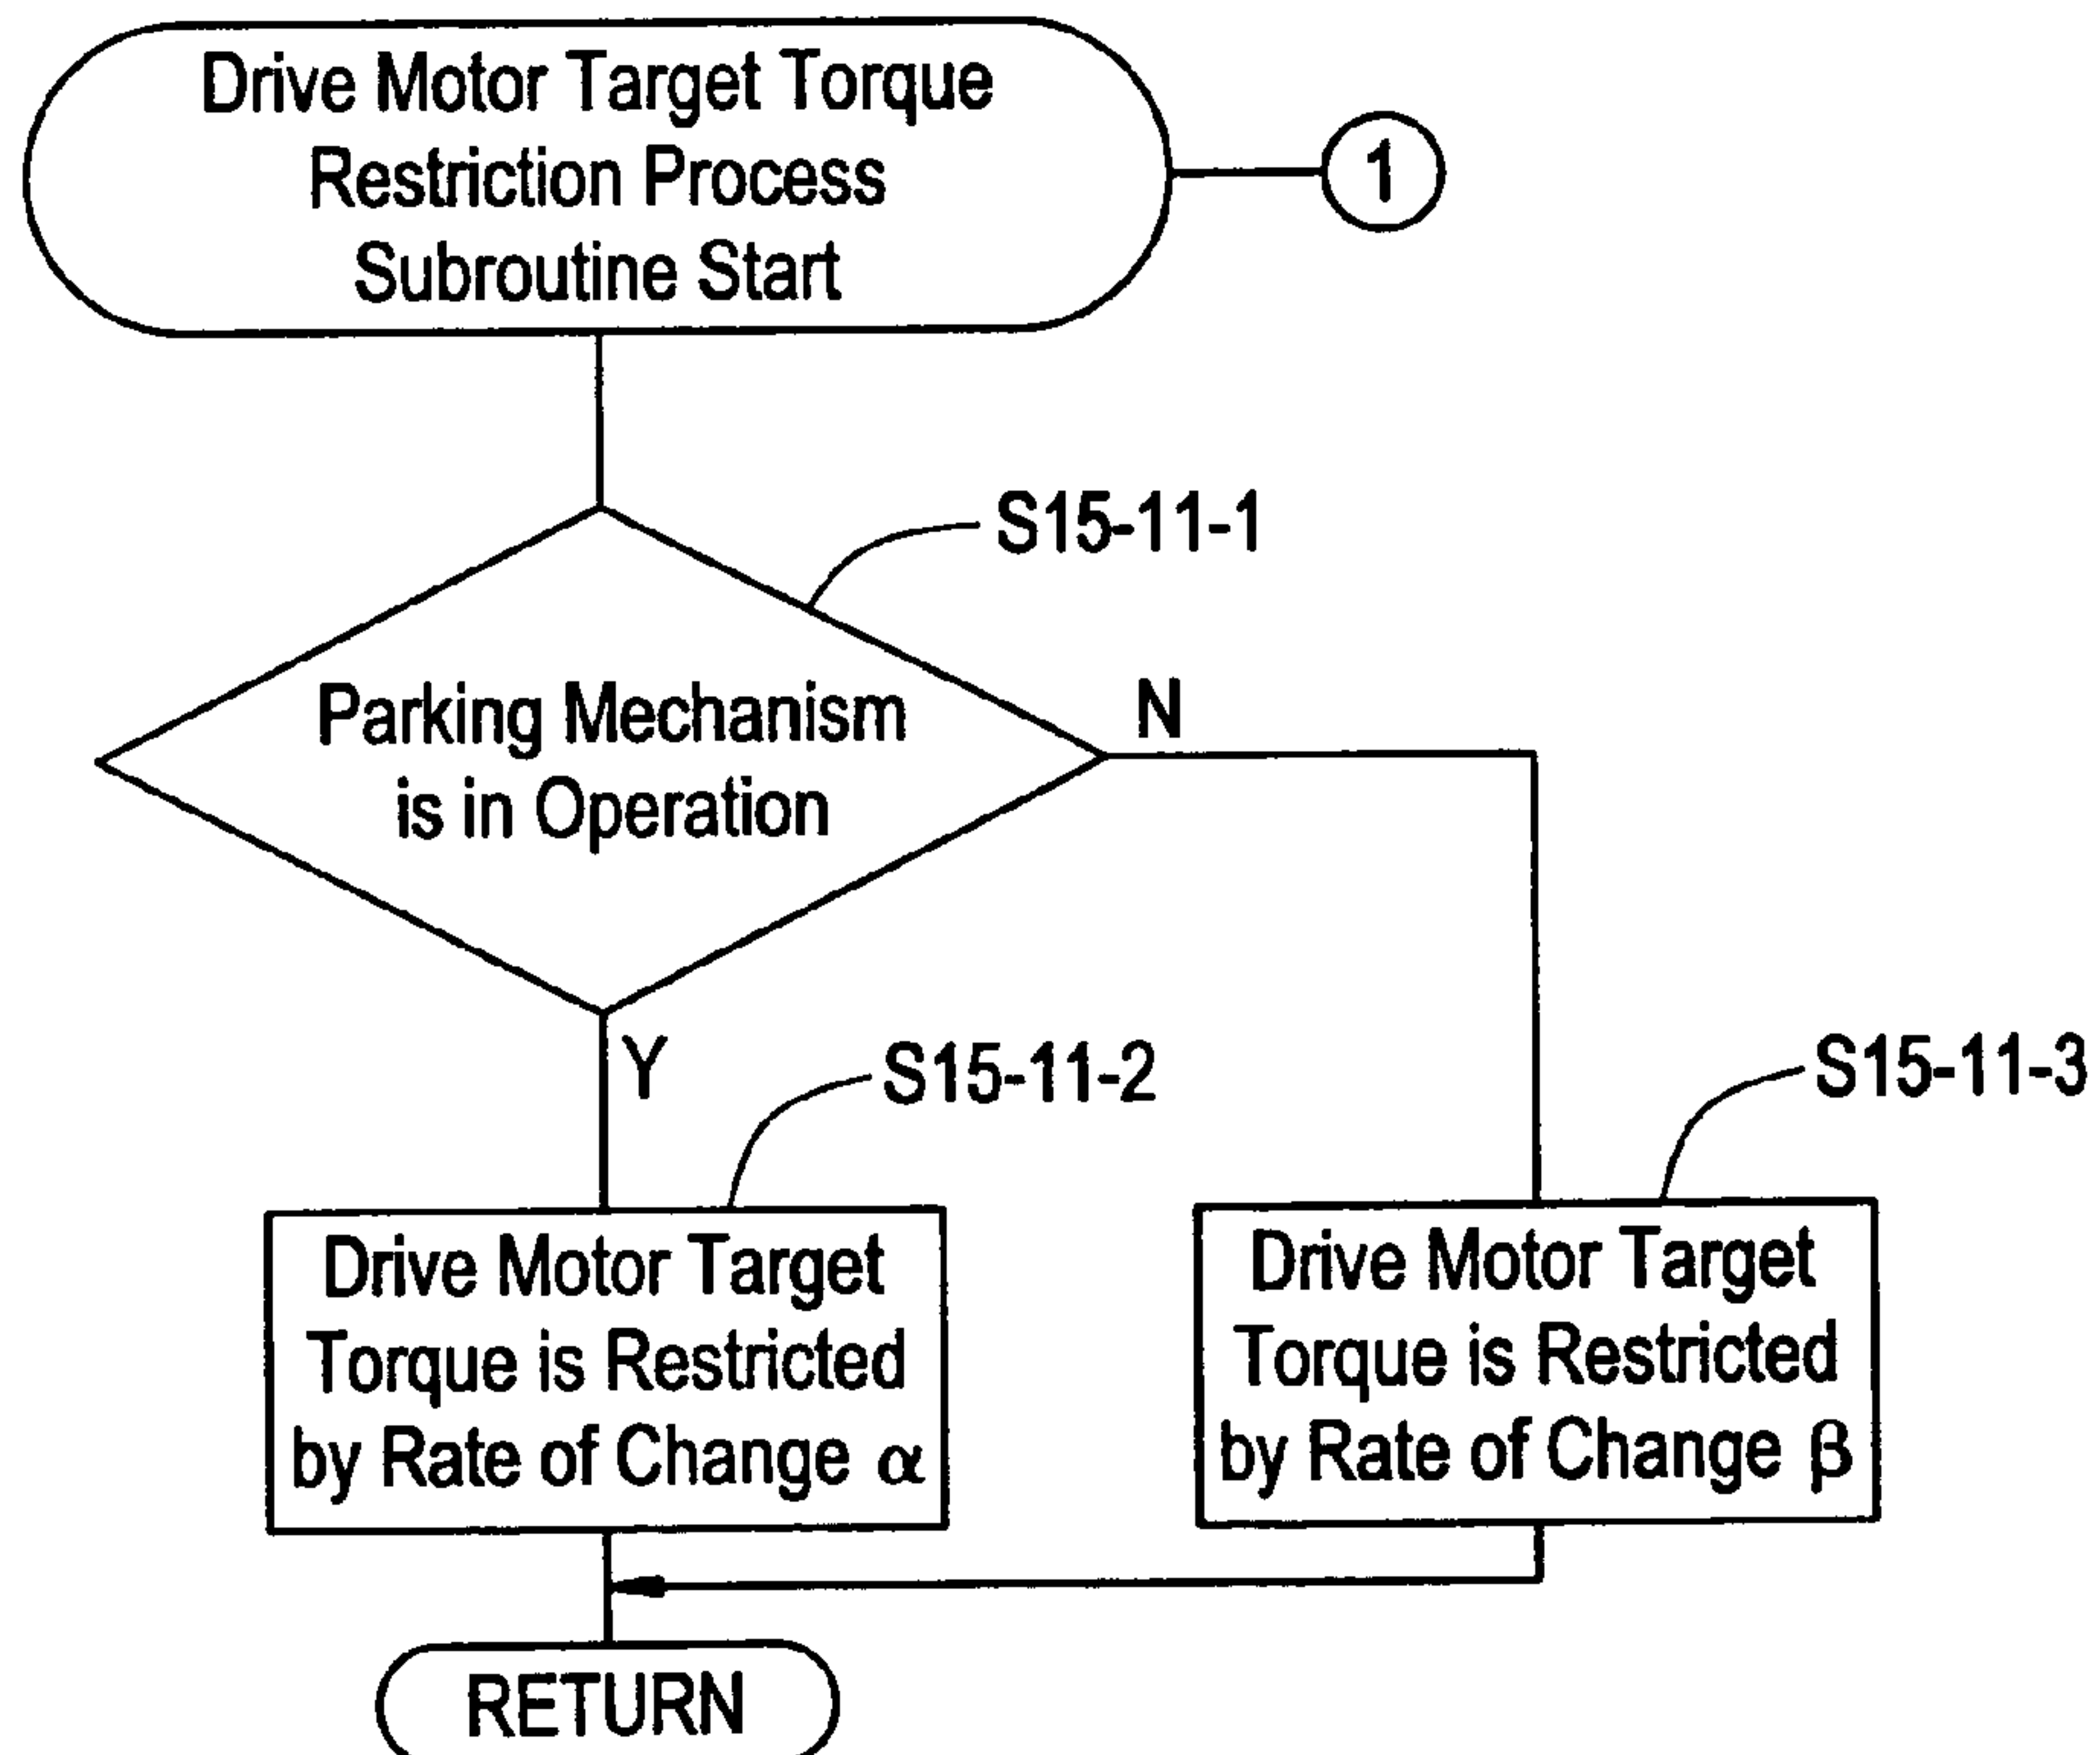 Drive Motor Target Torque
Restriction Process
Subroutine Start
1
S15-11-1
Parking Mechanism
is in Operation
N
Y
S15-11-2
S15-11-3
Drive Motor Target
Torque is Restricted
by Rate of Change α
Drive Motor Target
Torque is Restricted
by Rate of Change β
RETURN